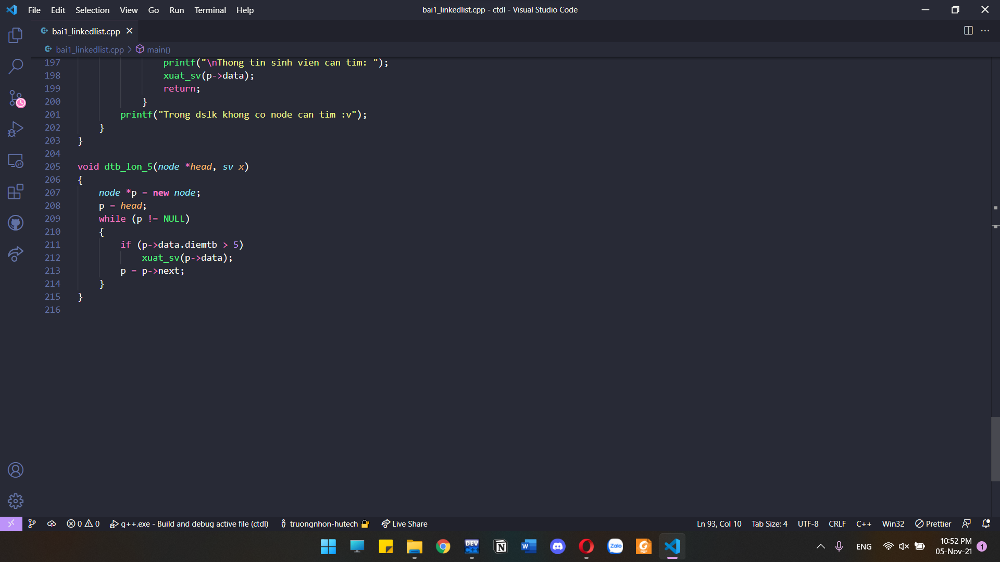 File Edit Selection View Go Run Terminal Help
bai1_linkedlist.cpp - ctdl - Visual Studio Code
bai1_linkedlist.cpp
bai1_linkedlist.cpp > main()
197 printf("\nThong tin sinh vien can tim: ");
198 xuat_sv(p->data);
199 return;
200 }
201 printf("Trong dslk khong co node can tim :v");
202 }
203 }
204
205 void dtb_lon_5(node *head, sv x)
206 {
207 node *p = new node;
208 p = head;
209 while (p != NULL)
210 {
211 if (p->data.diemtb > 5)
212 xuat_sv(p->data);
213 p = p->next;
214 }
215 }
216
0 0 g++.exe - Build and debug active file (ctdl) truongnhon-hutech Live Share Ln 93, Col 10 Tab Size: 4 UTF-8 CRLF C++ Win32 Prettier
DEV C++ N W Zalo PDF ENG 10:52 PM 1
05-Nov-21